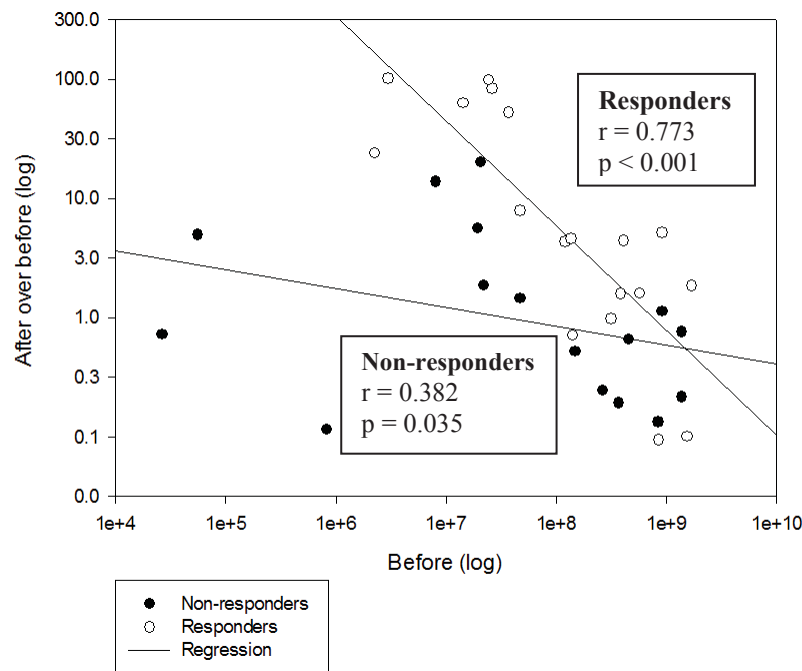 300.0
100.0
30.0
10.0
3.0
1.0
0.3
0.1
0.0
After over before (log)
Responders
r = 0.773
p < 0.001
Non-responders
r = 0.382
p = 0.035
1e+4 1e+5 1e+6 1e+7 1e+8 1e+9 1e+10
Before (log)
Non-responders
Responders
Regression